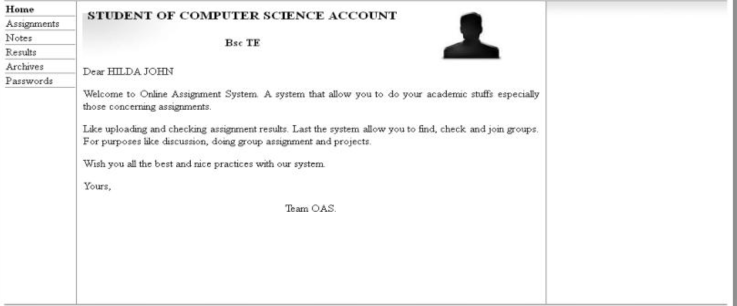 Home
Assignments
Notes
Results
Archives
Passwords
STUDENT OF COMPUTER SCIENCE ACCOUNT
Bsc TE
Dear HILDA JOHN
Welcome to Online Assignment System. A system that allow you to do your academic stuffs especially
those concerning assignments.
Like uploading and checking assignment results. Last the system allow you to find, check and join groups.
For purposes like discussion, doing group assignment and projects.
Wish you all the best and nice practices with our system.
Yours,
Team OAS.